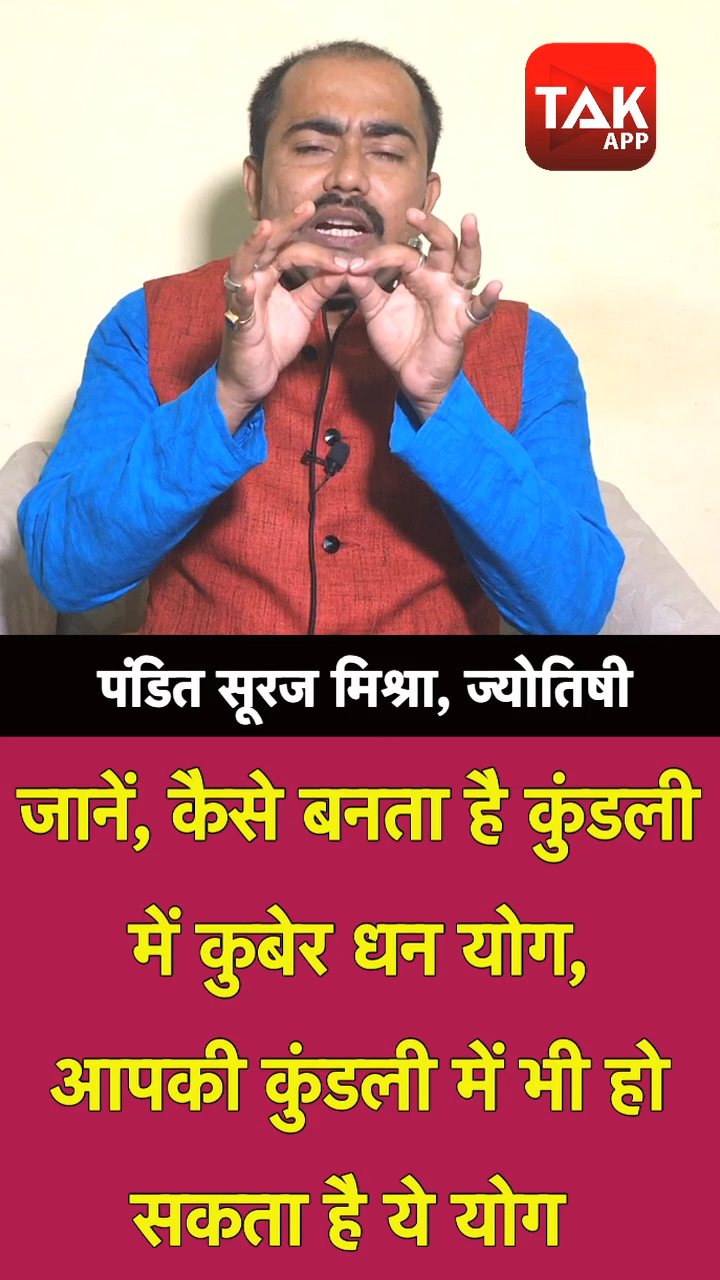 TAK
APP
पंडित सूरज मिश्रा, ज्योतिषी
जानें, कैसे बनता है कुंडली
में कुबेर धन योग,
आपकी कुंडली में भी हो
सकता है ये योग